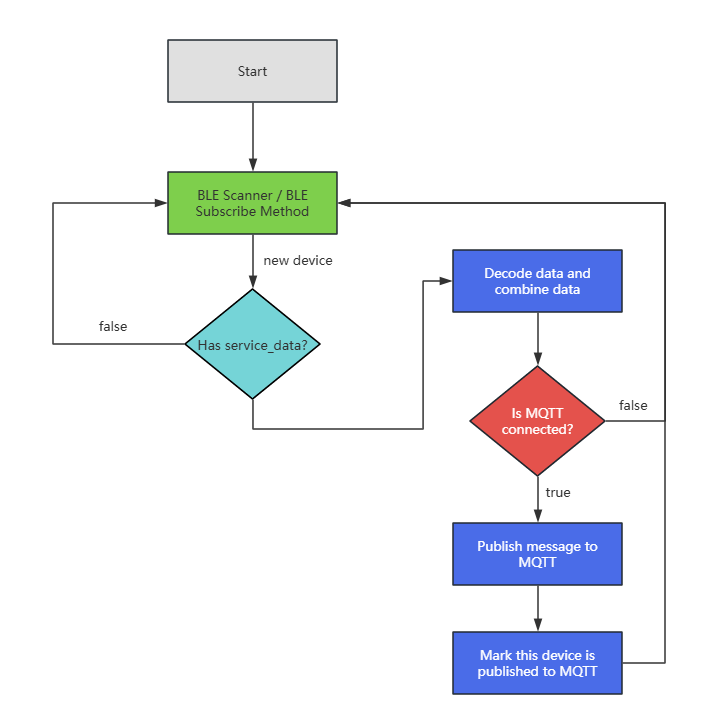 Start
BLE Scanner / BLE
Subscribe Method
new device
false
Has service_data?
Decode data and
combine data
Is MQTT
connected?
false
true
Publish message to
MQTT
Mark this device is
published to MQTT